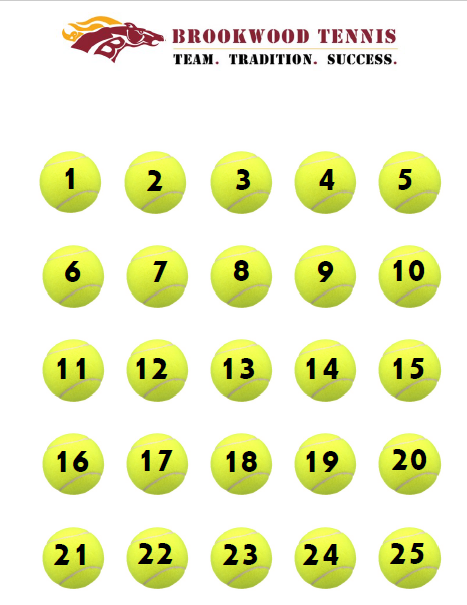 BROOKWOOD TENNIS
TEAM. TRADITION. SUCCESS.
1 2 3 4 5
6 7 8 9 10
11 12 13 14 15
16 17 18 19 20
21 22 23 24 25